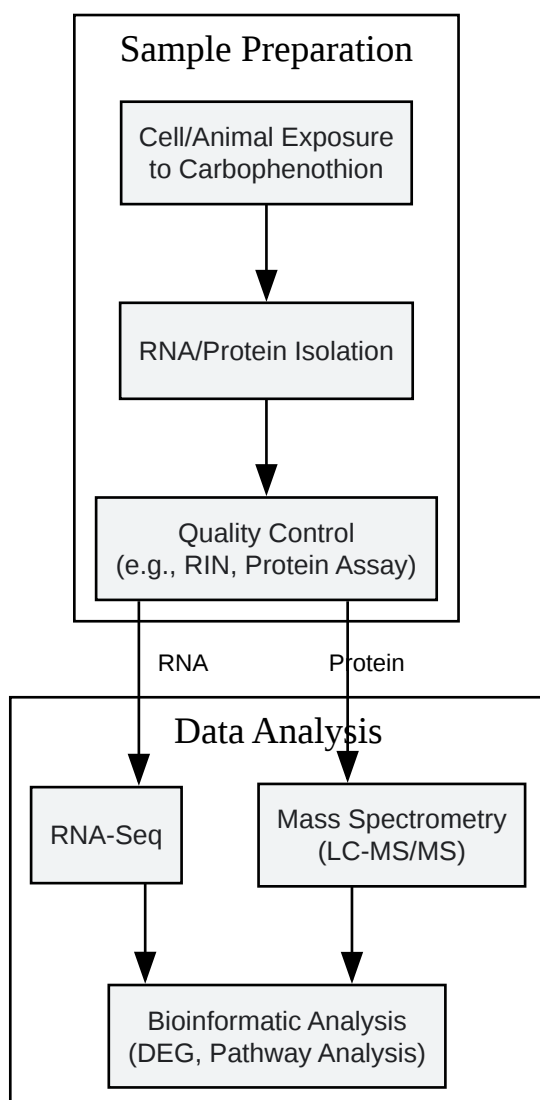 Sample Preparation
Cell/Animal Exposure
to Carbophenothion
RNA/Protein Isolation
Quality Control
(e.g., RIN, Protein Assay)
RNA
Protein
Data Analysis
RNA-Seq
Mass Spectrometry
(LC-MS/MS)
Bioinformatic Analysis
(DEG, Pathway Analysis)